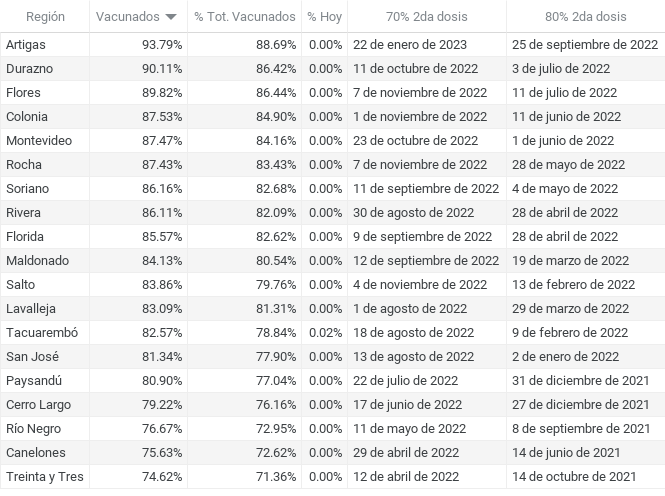 Región Vacunados % Tot. Vacunados % Hoy 70% 2da dosis 80% 2da dosis
Artigas 93.79% 88.69% 0.00% 22 de enero de 2023 25 de septiembre de 2022
Durazno 90.11% 86.42% 0.00% 11 de octubre de 2022 3 de julio de 2022
Flores 89.82% 86.44% 0.00% 7 de noviembre de 2022 11 de julio de 2022
Colonia 87.53% 84.90% 0.00% 1 de noviembre de 2022 11 de junio de 2022
Montevideo 87.47% 84.16% 0.00% 23 de octubre de 2022 1 de junio de 2022
Rocha 87.43% 83.43% 0.00% 7 de noviembre de 2022 28 de mayo de 2022
Soriano 86.16% 82.68% 0.00% 11 de septiembre de 2022 4 de mayo de 2022
Rivera 86.11% 82.09% 0.00% 30 de agosto de 2022 28 de abril de 2022
Florida 85.57% 82.62% 0.00% 9 de septiembre de 2022 28 de abril de 2022
Maldonado 84.13% 80.54% 0.00% 12 de septiembre de 2022 19 de marzo de 2022
Salto 83.86% 79.76% 0.00% 4 de noviembre de 2022 13 de febrero de 2022
Lavalleja 83.09% 81.31% 0.00% 1 de agosto de 2022 29 de marzo de 2022
Tacuarembó 82.57% 78.84% 0.02% 18 de agosto de 2022 9 de febrero de 2022
San José 81.34% 77.90% 0.00% 13 de agosto de 2022 2 de enero de 2022
Paysandú 80.90% 77.04% 0.00% 22 de julio de 2022 31 de diciembre de 2021
Cerro Largo 79.22% 76.16% 0.00% 17 de junio de 2022 27 de diciembre de 2021
Río Negro 76.67% 72.95% 0.00% 11 de mayo de 2022 8 de septiembre de 2021
Canelones 75.63% 72.62% 0.00% 29 de abril de 2022 14 de junio de 2021
Treinta y Tres 74.62% 71.36% 0.00% 12 de abril de 2022 14 de octubre de 2021